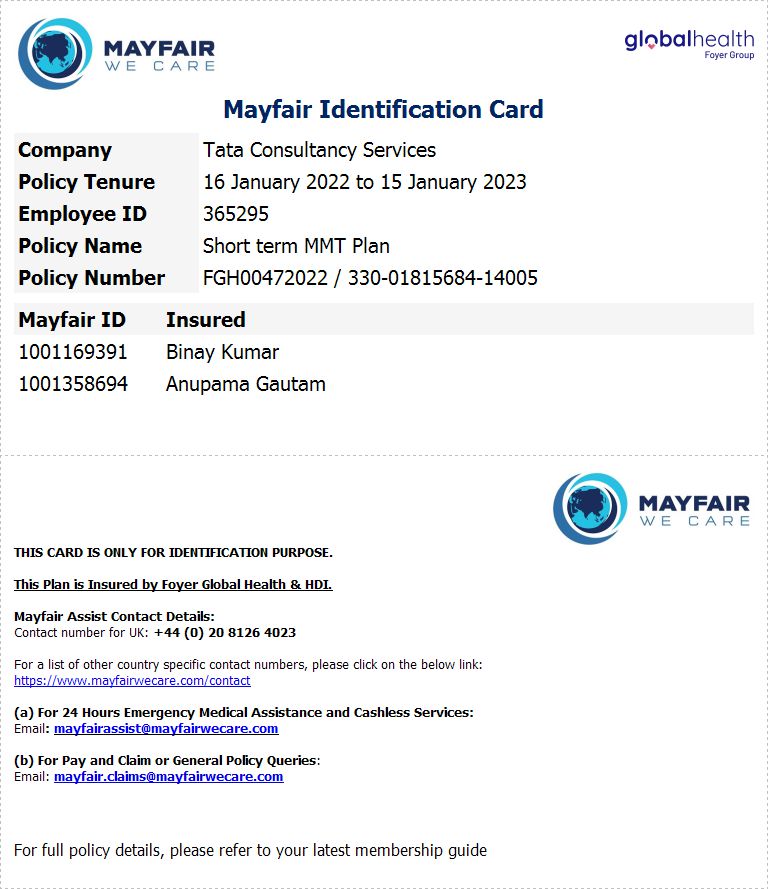 MAYFAIR
WE CARE
globalhealth
Foyer Group
Mayfair Identification Card
Company Tata Consultancy Services
Policy Tenure 16 January 2022 to 15 January 2023
Employee ID 365295
Policy Name Short term MMT Plan
Policy Number FGH00472022 / 330-01815684-14005
Mayfair ID Insured
1001169391 Binay Kumar
1001358694 Anupama Gautam
MAYFAIR
WE CARE
THIS CARD IS ONLY FOR IDENTIFICATION PURPOSE.
This Plan is Insured by Foyer Global Health & HDI.
Mayfair Assist Contact Details:
Contact number for UK: +44 (0) 20 8126 4023
For a list of other country specific contact numbers, please click on the below link:
https://www.mayfairwecare.com/contact
(a) For 24 Hours Emergency Medical Assistance and Cashless Services:
Email: mayfairassist@mayfairwecare.com
(b) For Pay and Claim or General Policy Queries:
Email: mayfair.claims@mayfairwecare.com
For full policy details, please refer to your latest membership guide